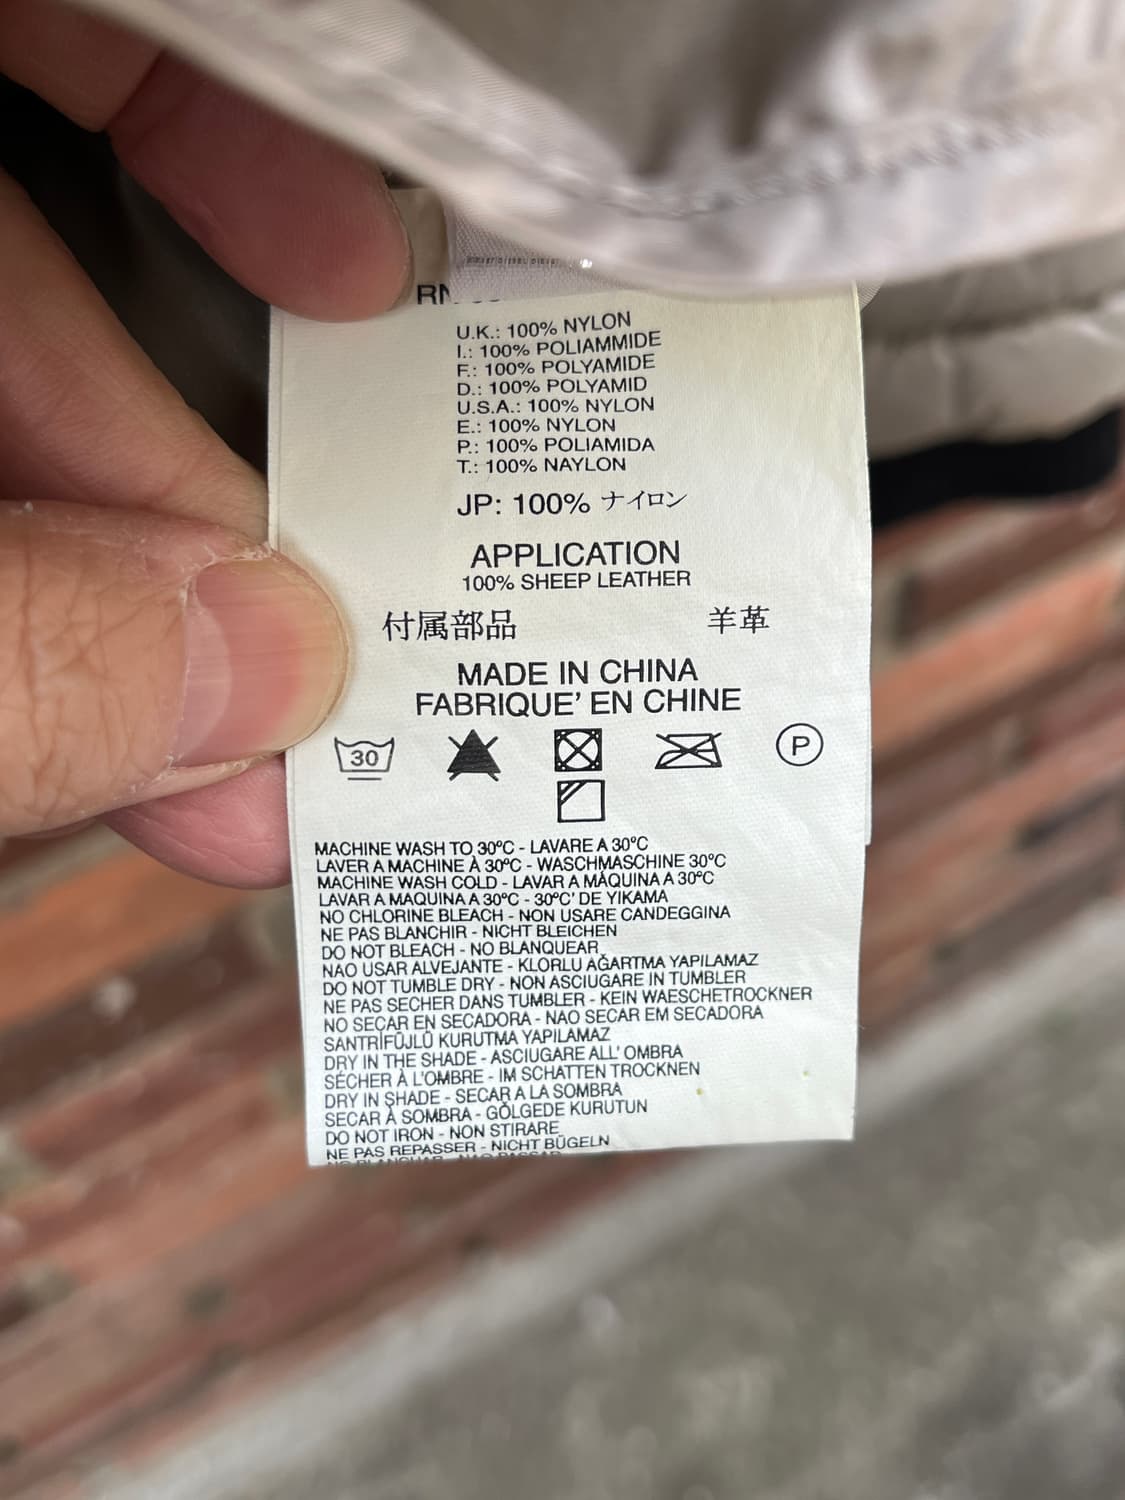 RN
U.K.: 100% NYLON
I.: 100% POLIAMMIDE
F.: 100% POLYAMIDE
D.: 100% POLYAMID
U.S.A.: 100% NYLON
E.: 100% NYLON
P.: 100% POLIAMIDA
T.: 100% NAYLON
JP: 100% ナイロン
APPLICATION
100% SHEEP LEATHER
付属部品 羊革
MADE IN CHINA
FABRIQUE' EN CHINE
30 P
MACHINE WASH TO 30°C - LAVARE A 30°C
LAVER A MACHINE À 30°C - WASCHMASCHINE 30°C
MACHINE WASH COLD - LAVAR A MÀQUINA A 30°C
LAVAR A MAQUINA A 30°C - 30°C' DE YIKAMA
NO CHLORINE BLEACH - NON USARE CANDEGGINA
NE PAS BLANCHIR - NICHT BLEICHEN
DO NOT BLEACH - NO BLANQUEAR
NAO USAR ALVEJANTE - KLORLU AĞARTMA YAPILAMAZ
DO NOT TUMBLE DRY - NON ASCIUGARE IN TUMBLER
NE PAS SECHER DANS TUMBLER - KEIN WAESCHETROCKNER
NO SECAR EN SECADORA - NAO SECAR EM SECADORA
SANTRİFŪJLŪ KURUTMA YAPILAMAZ
DRY IN THE SHADE - ASCIUGARE ALL' OMBRA
SÉCHER À L'OMBRE - IM SCHATTEN TROCKNEN
DRY IN SHADE - SECAR A LA SOMBRA
SECAR À SOMBRA - GÖLGEDE KURUTUN
DO NOT IRON - NON STIRARE
NE PAS REPASSER - NICHT BÜGELN